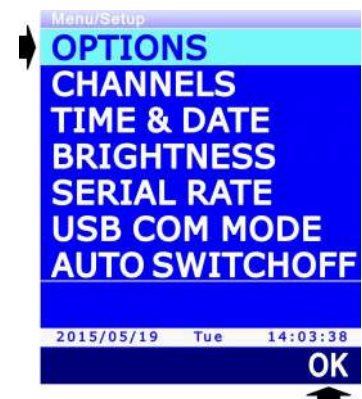 Menu/Setup
OPTIONS
CHANNELS
TIME & DATE
BRIGHTNESS
SERIAL RATE
USB COM MODE
AUTO SWITCHOFF
2015/05/19 Tue 14:03:38
OK